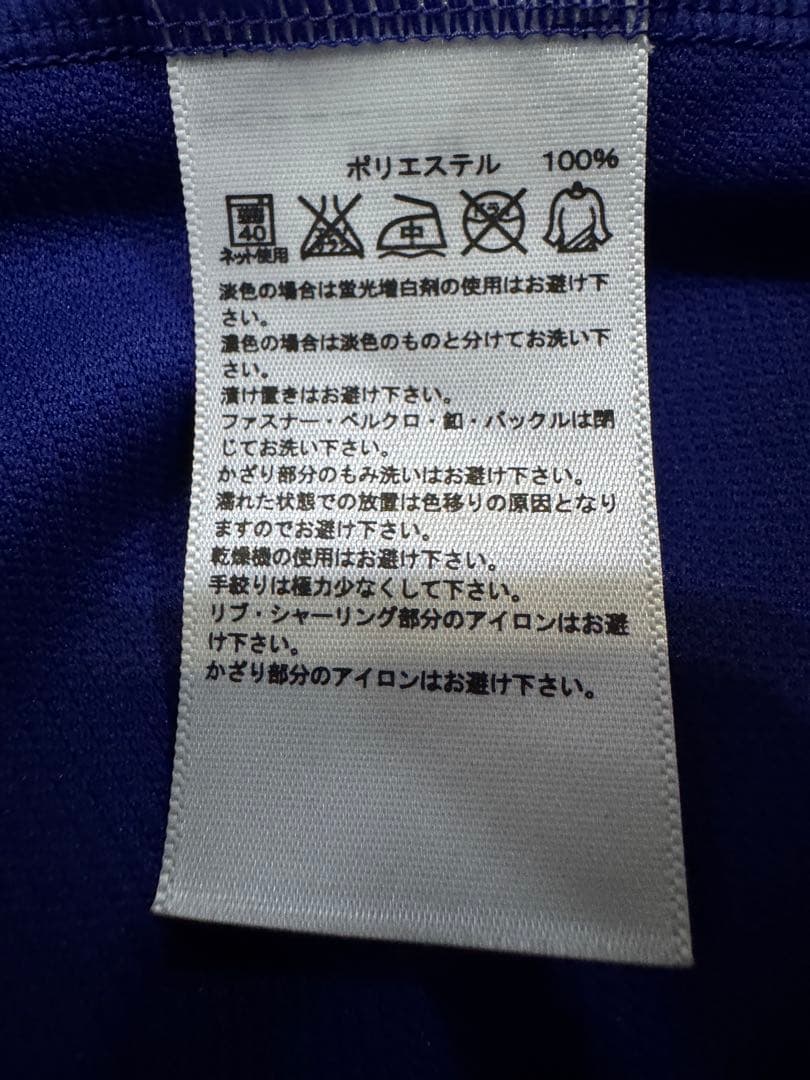 ポリエステル 100%
40
ネット使用
中
ドライ
淡色の場合は蛍光増白剤の使用はお避け下
さい。
濃色の場合は淡色のものと分けてお洗い下
さい。
漬け置きはお避け下さい。
ファスナー・ベルクロ・釦・バックルは閉
じてお洗い下さい。
かざり部分のもみ洗いはお避け下さい。
濡れた状態での放置は色移りの原因となり
ますのでお避け下さい。
乾燥機の使用はお避け下さい。
手絞りは極力少なくして下さい。
リブ・シャーリング部分のアイロンはお避
け下さい。
かざり部分のアイロンはお避け下さい。